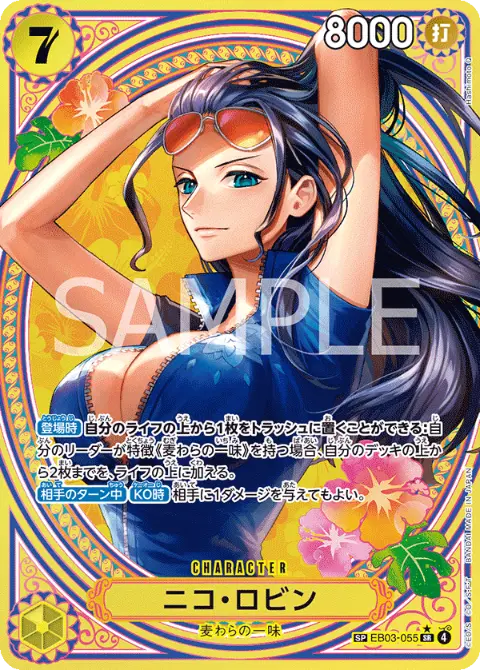 7
8000
打
Hashimoto Q
SAMPLE
登場時 自分のライフの上から1枚をトラッシュに置くことができる:自
分のリーダーが特徴《麦わらの一味》を持つ場合、自分のデッキの上か
ら2枚までを、ライフの上に加える。
相手のターン中 KO時 相手に1ダメージを与えてもよい。
CHARACTER
ニコ・ロビン
麦わらの一味
SP EB03-055 SR 4
BANDAI MADE IN JAPAN